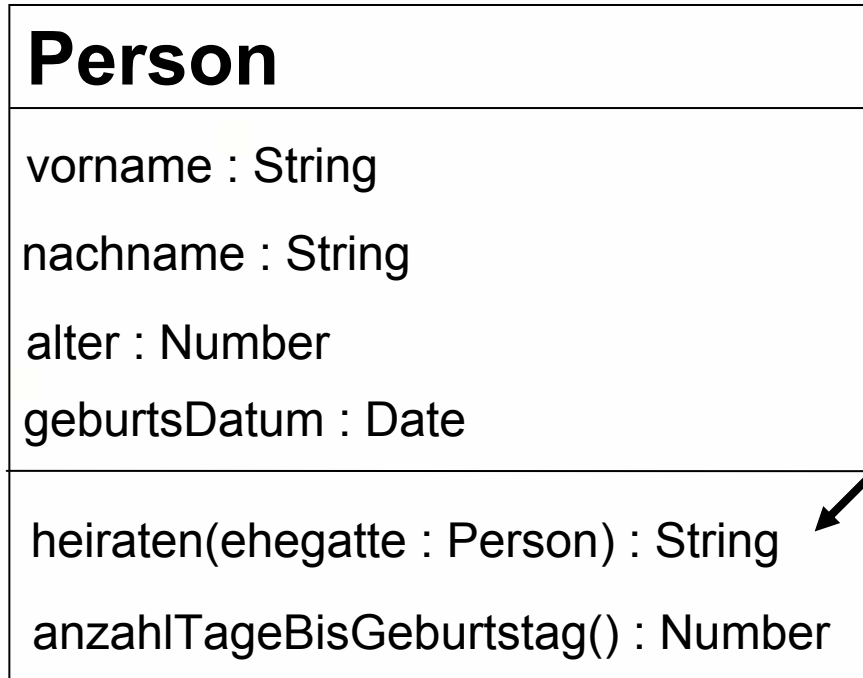 Person
vorname : String
nachname : String
alter : Number
geburtsDatum : Date
heiraten(ehegatte : Person) : String
anzahlTageBisGeburtstag() : Number